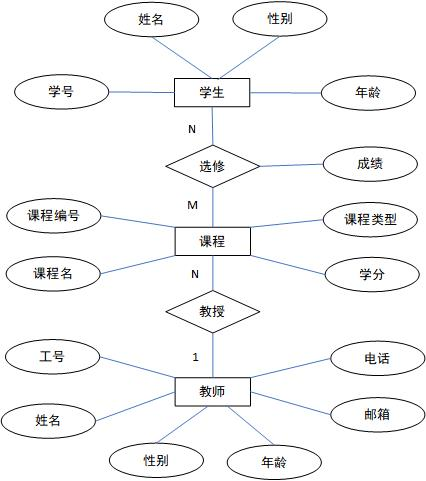 姓名
性别
学号
学生
年龄
N
选修
成绩
M
课程编号
课程类型
课程
课程名
N
学分
教授
工号
1
电话
教师
姓名
邮箱
性别
年龄